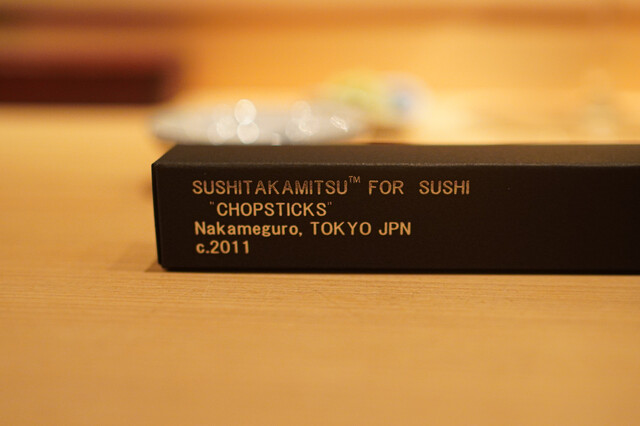 SUSHITAKAMITSU™ FOR SUSHI
"CHOPSTICKS"
Nakameguro, TOKYO JPN
c.2011